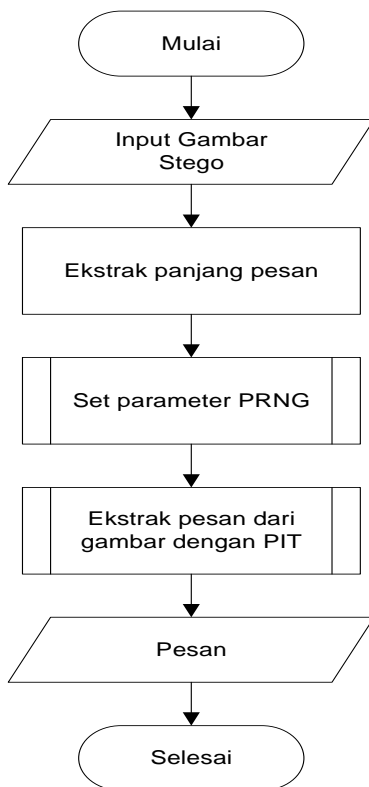 Mulai
Input Gambar
Stego
Ekstrak panjang pesan
Set parameter PRNG
Ekstrak pesan dari
gambar dengan PIT
Pesan
Selesai